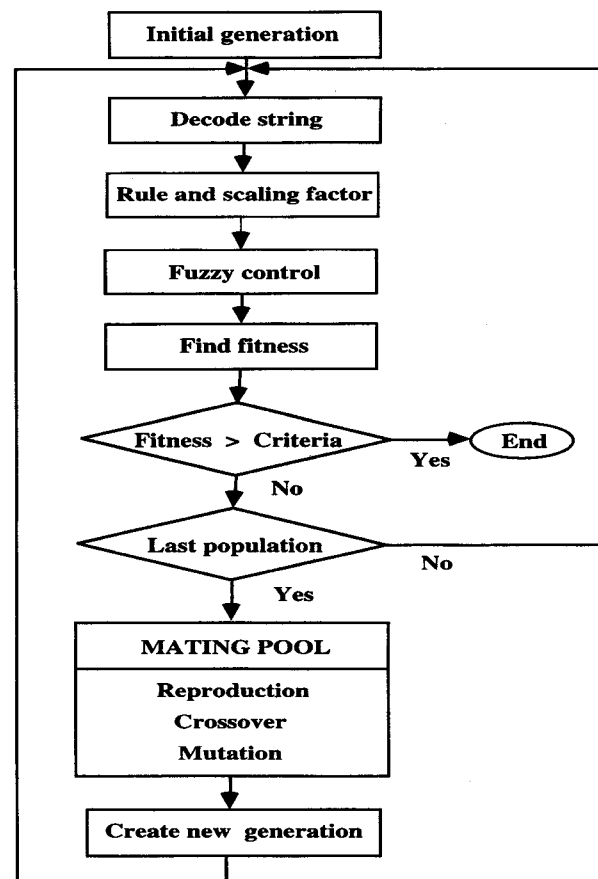 Initial generation
Decode string
Rule and scaling factor
Fuzzy control
Find fitness
Fitness > Criteria
End
Yes
No
Last population
No
Yes
MATING POOL
Reproduction
Crossover
Mutation
Create new generation